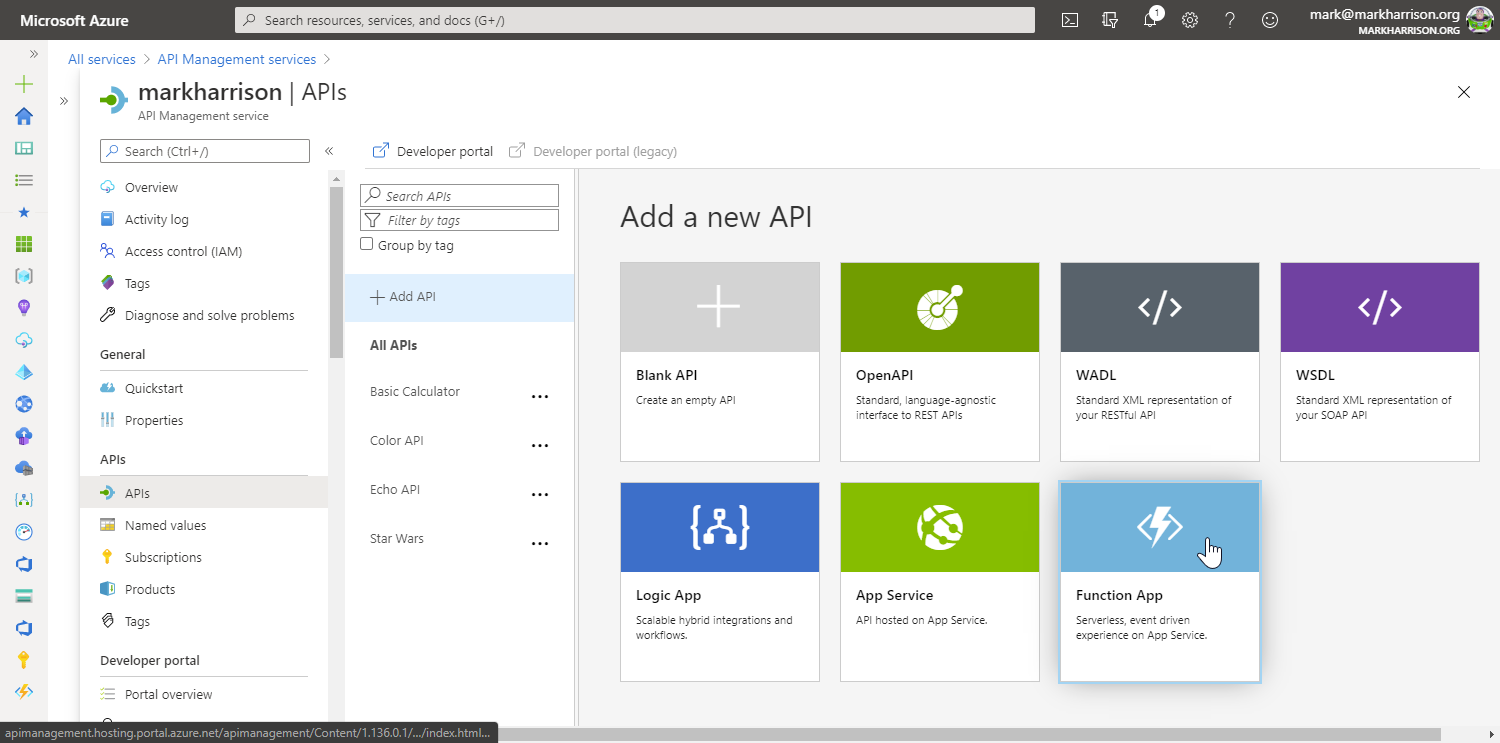 Microsoft Azure
Search resources, services, and docs (G+/)
1
mark@markharrison.org
MARKHARRISON.ORG
All services > API Management services >
markharrison | APIs
API Management service
Search (Ctrl+/)
Overview
Activity log
Access control (IAM)
Tags
Diagnose and solve problems
General
Quickstart
Properties
APIs
APIs
Named values
Subscriptions
Products
Tags
Developer portal
Portal overview
Developer portal
Developer portal (legacy)
Search APIs
Filter by tags
Group by tag
+ Add API
All APIs
Basic Calculator ...
Color API ...
Echo API ...
Star Wars ...
Add a new API
Blank API
Create an empty API
OpenAPI
Standard, language-agnostic
interface to REST APIs
WADL
Standard XML representation of
your RESTful API
WSDL
Standard XML representation of
your SOAP API
Logic App
Scalable hybrid integrations and
workflows.
App Service
API hosted on App Service.
Function App
Serverless, event driven
experience on App Service.
apimanagement.hosting.portal.azure.net/apimanagement/Content/1.136.0.1/.../index.html...